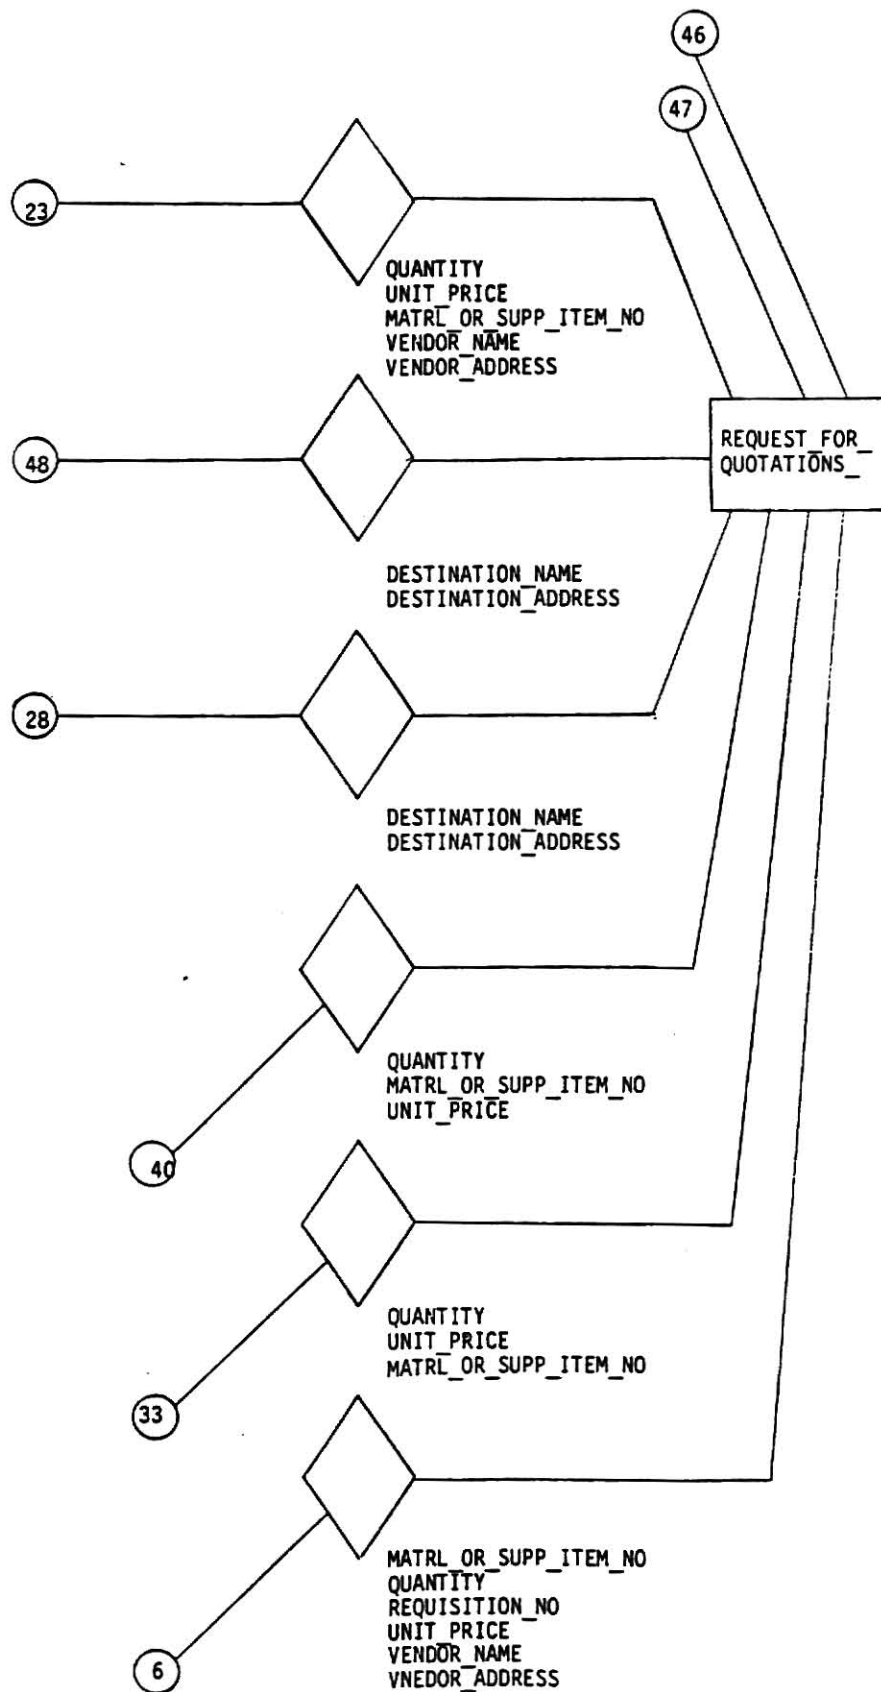 46
47
23
QUANTITY
UNIT_PRICE
MATRL_OR_SUPP_ITEM_NO
VENDOR_NAME
VENDOR_ADDRESS
48
REQUEST_FOR_
QUOTATIONS_
DESTINATION_NAME
DESTINATION_ADDRESS
28
DESTINATION_NAME
DESTINATION_ADDRESS
QUANTITY
MATRL_OR_SUPP_ITEM_NO
UNIT_PRICE
40
QUANTITY
UNIT_PRICE
MATRL_OR_SUPP_ITEM_NO
33
MATRL_OR_SUPP_ITEM_NO
QUANTITY
REQUISITION_NO
UNIT_PRICE
VENDOR_NAME
VNEDOR_ADDRESS
6